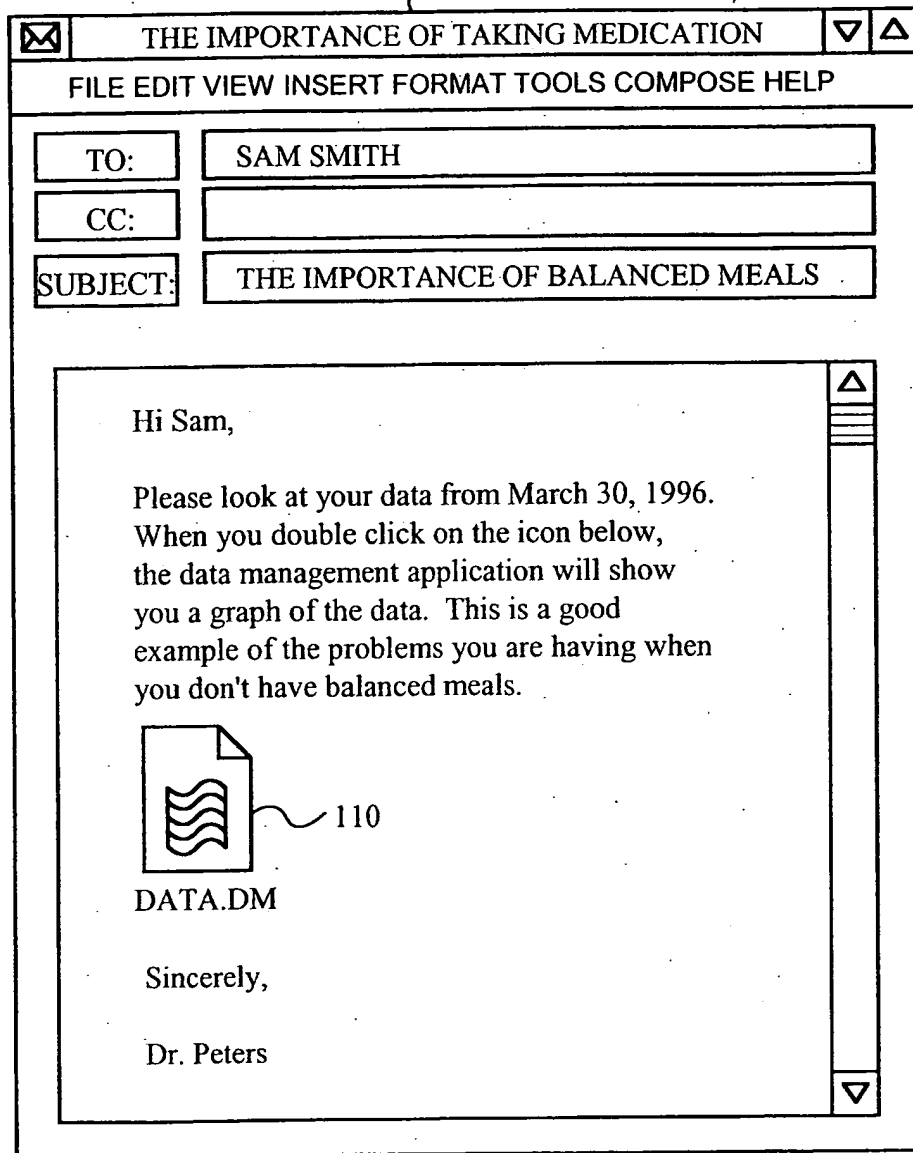 THE IMPORTANCE OF TAKING MEDICATION
FILE EDIT VIEW INSERT FORMAT TOOLS COMPOSE HELP
TO: SAM SMITH
CC:
SUBJECT: THE IMPORTANCE OF BALANCED MEALS
Hi Sam,
Please look at your data from March 30, 1996.
When you double click on the icon below,
the data management application will show
you a graph of the data. This is a good
example of the problems you are having when
you don't have balanced meals.
110
DATA.DM
Sincerely,
Dr. Peters